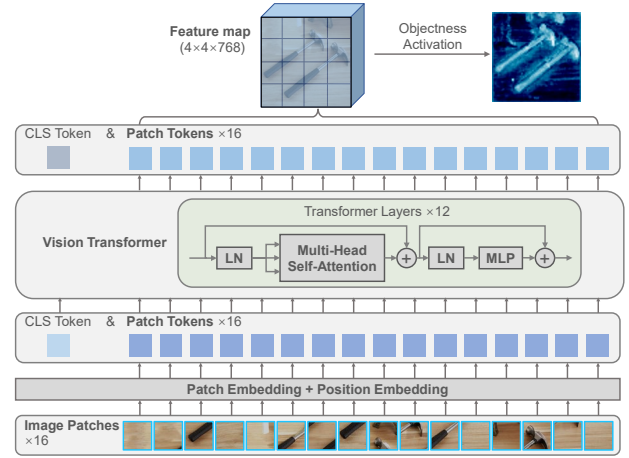 Feature map
(4×4×768)
Objectness
Activation
CLS Token & Patch Tokens ×16
Transformer Layers ×12
Vision Transformer
LN
Multi-Head
Self-Attention
+
LN
MLP
+
CLS Token & Patch Tokens ×16
Patch Embedding + Position Embedding
Image Patches
×16